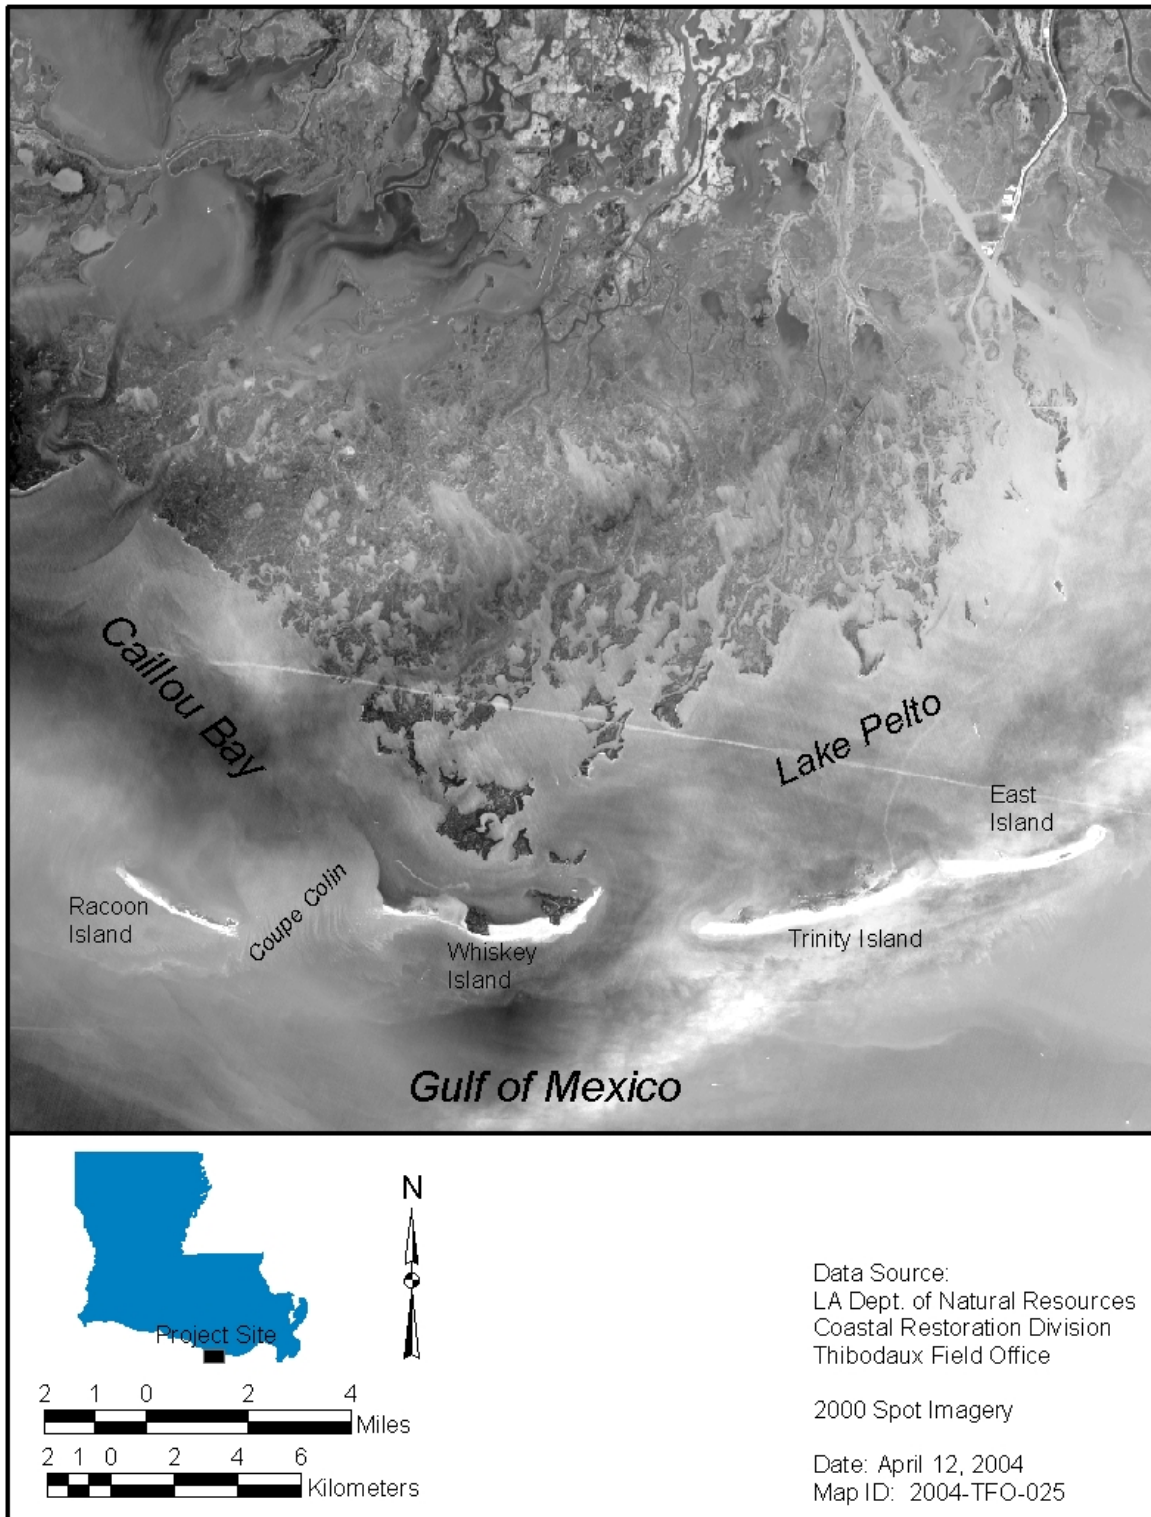 Caillou Bay
Lake Pelto
East
Island
Racoon
Island
Coupe Colin
Whiskey
Island
Trinity Island
Gulf of Mexico
N
Project Site
2 1 0 2 4
Miles
2 1 0 2 4 6
Kilometers
Data Source:
LA Dept. of Natural Resources
Coastal Restoration Division
Thibodaux Field Office
2000 Spot Imagery
Date: April 12, 2004
Map ID: 2004-TFO-025